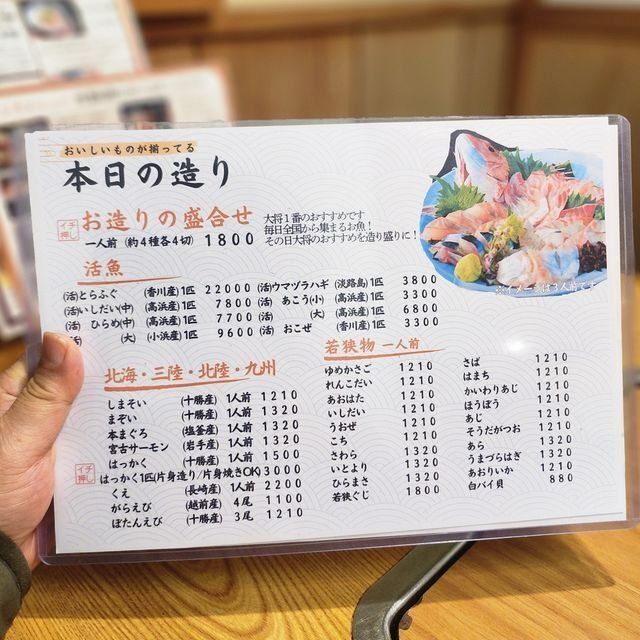 おいしいものが揃ってる
本日の造り
イチ押し
お造りの盛合せ
一人前 (約4種各4切) 1800
大将1番のおすすめです
毎日全国から集まるお魚!
その日大将のおすすめを造り盛りに!
活魚
(活)とらふぐ (香川産)1匹 22000
(活)いしだい(中) (高浜産)1匹 7800
(活) ひらめ(中) (高浜産)1匹 7700
(活) (大) (小浜産)1匹 9600
(活)ウマヅラハギ (淡路島)1匹 3800
(活) あこう(小) (高浜産)1匹 3300
(活) (大) (高浜産)1匹 6800
(活) おこぜ (香川産)1匹 3300
北海・三陸・北陸・九州
しまそい (十勝産) 1人前 1210
まぞい (十勝産) 1人前 1320
本まぐろ (塩釜産) 1人前 1320
宮古サーモン (岩手産) 1人前 1320
はっかく (十勝産) 1人前 1500
イチ押し
はっかく1匹(片身造り/片身焼きOK) 3000
くえ (長崎産) 1人前 2200
がらえび (越前産) 4尾 1100
ぼたんえび (十勝産) 3尾 1210
若狭物 一人前
ゆめかさご 1210
れんこだい 1210
あおはた 1210
いしだい 1210
うおぜ 1210
こち 1210
さわら 1210
いとより 1320
ひらまさ 1210
若狭ぐじ 1800
さば 1210
はまち 1210
かいわりあじ 1210
ほうぼう 1210
あじ 1210
そうだがつお 1210
あら 1320
うまづらはぎ 1320
あおりいか 1210
白バイ貝 880